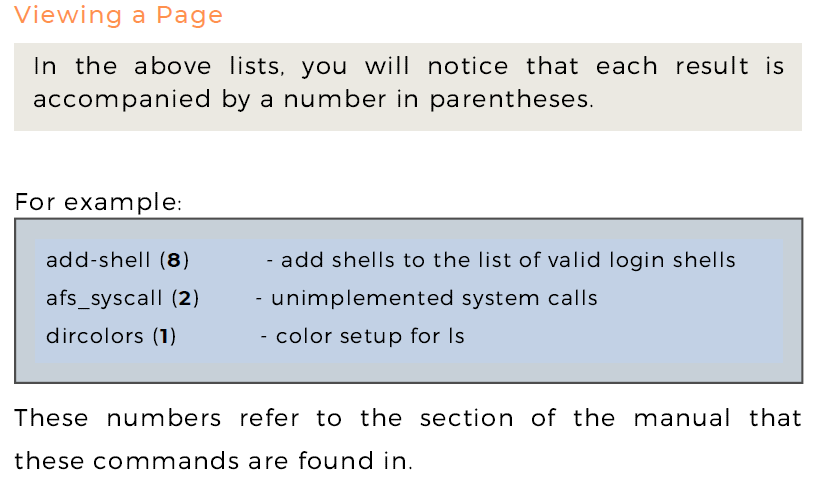 Viewing a Page
In the above lists, you will notice that each result is
accompanied by a number in parentheses.
For example:
add-shell (8) - add shells to the list of valid login shells
afs_syscall (2) - unimplemented system calls
dircolors (1) - color setup for ls
These numbers refer to the section of the manual that
these commands are found in.